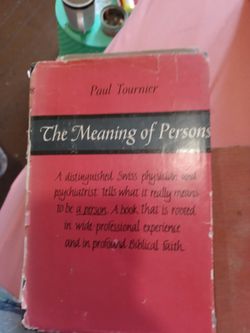 Paul Tournier
The Meaning of Persons
A distinguished Swiss physician and
psychiatrist tells what it really means
to be a person. A book that is rooted
in wide professional experience
and in profound Biblical faith.